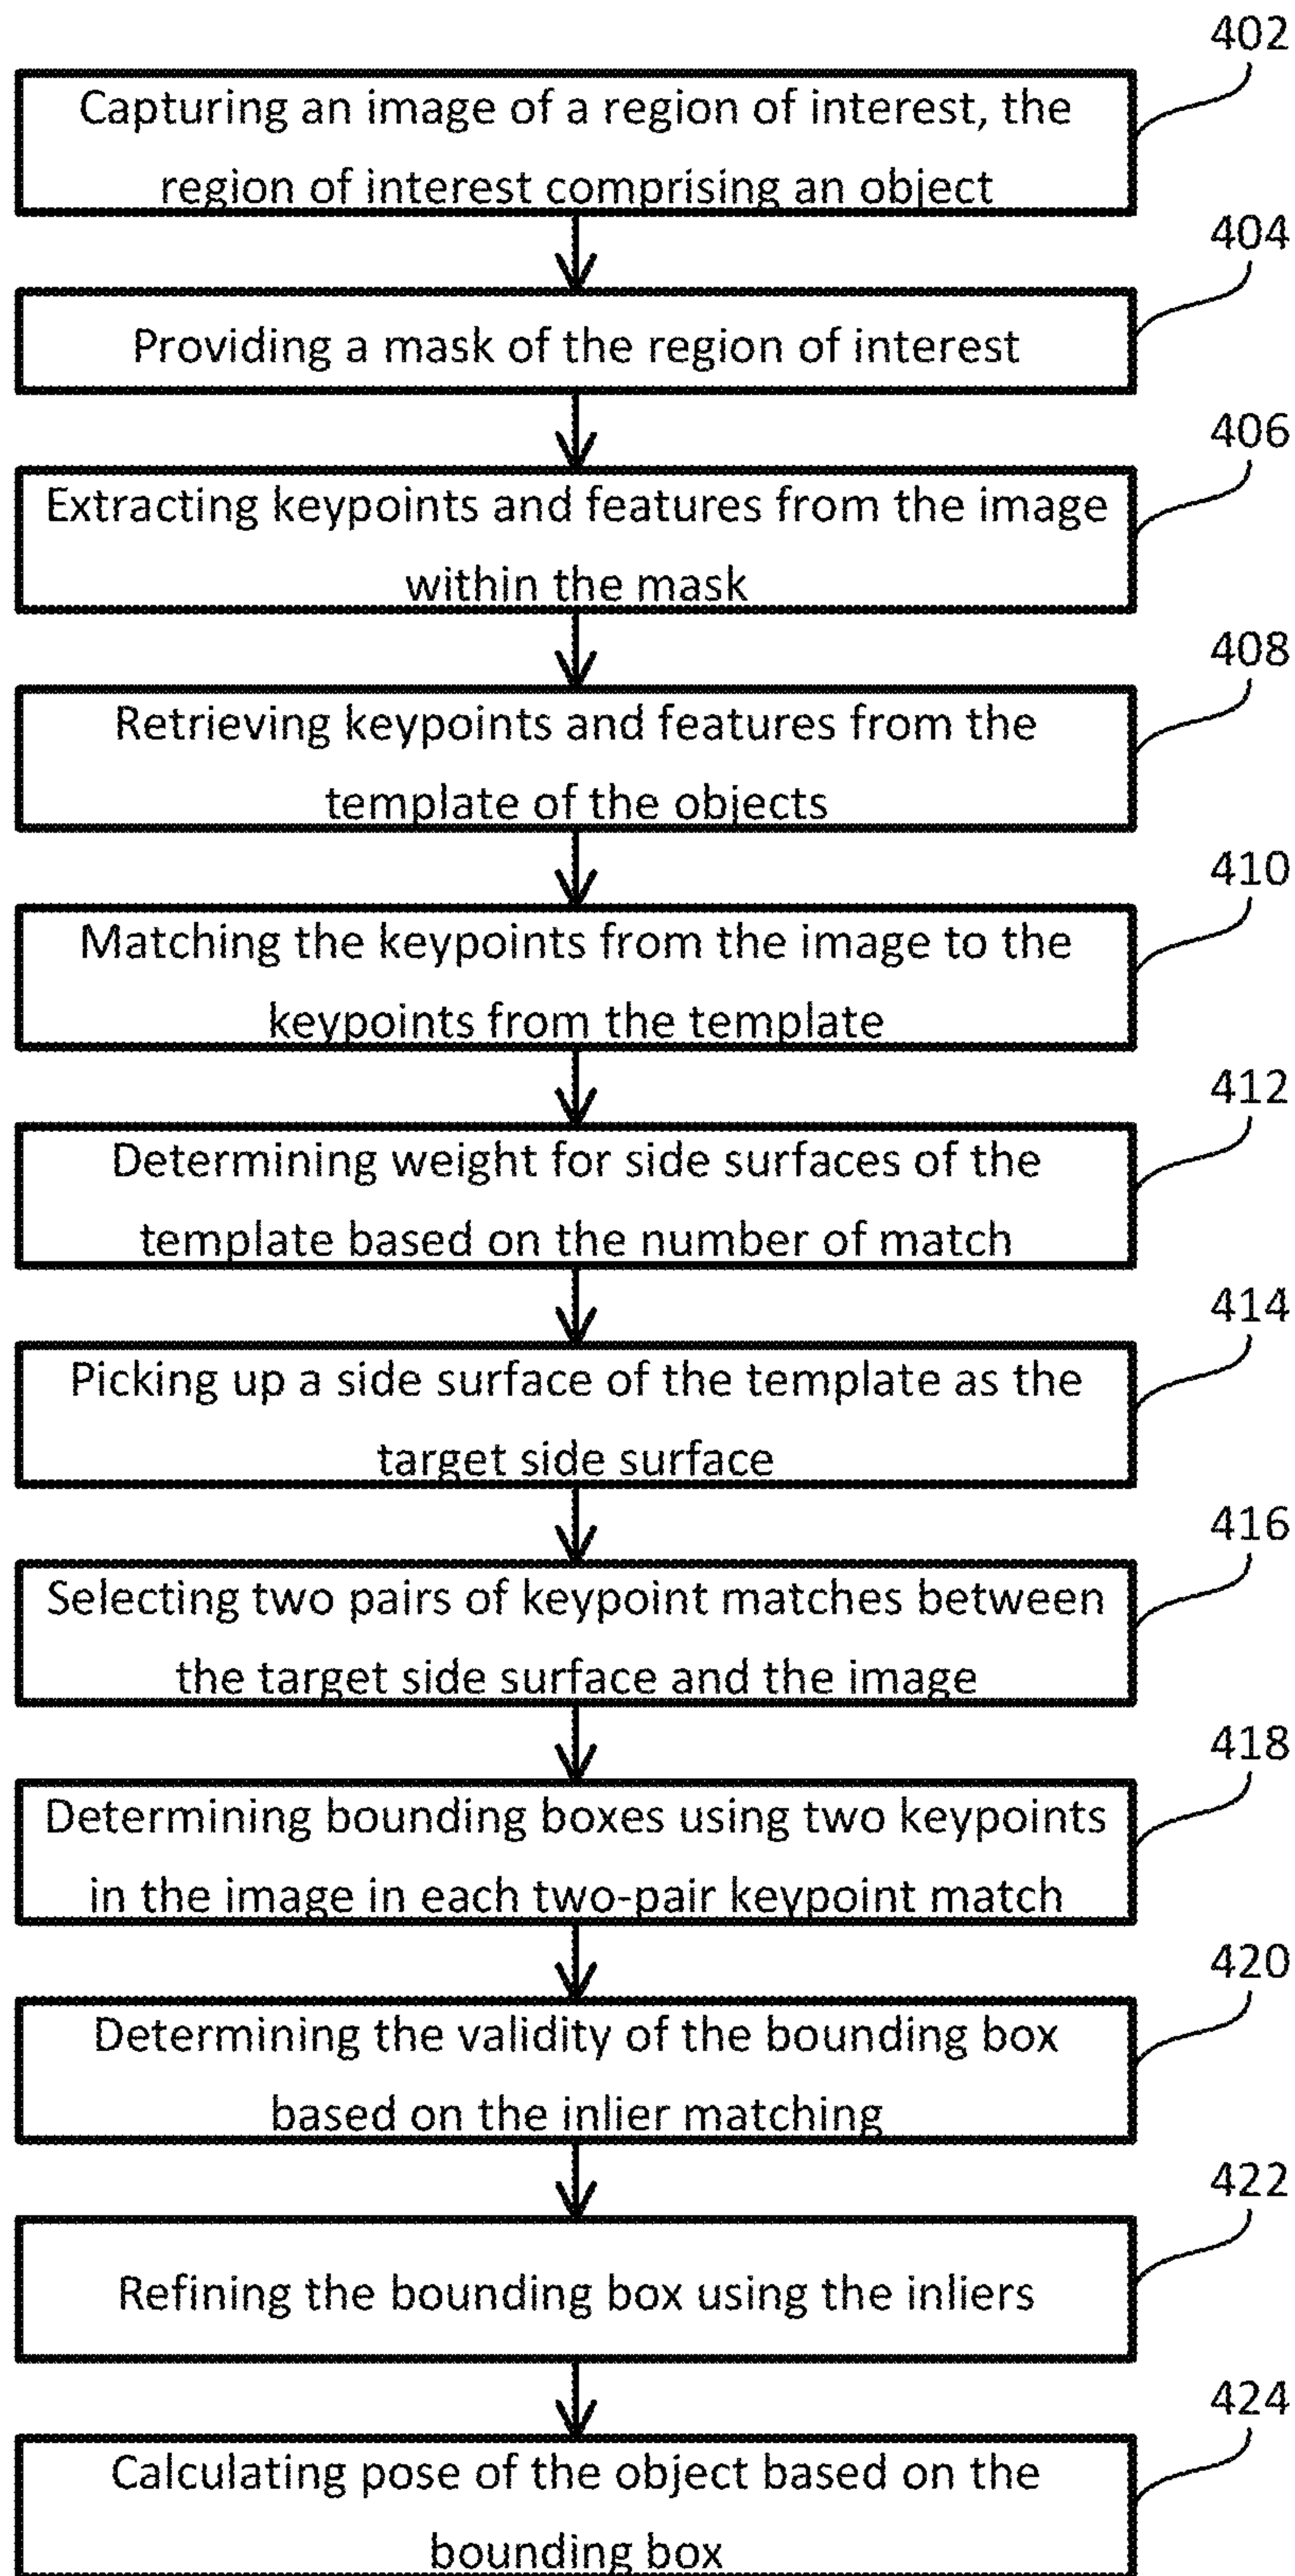 402
Capturing an image of a region of interest, the
region of interest comprising an object
404
Providing a mask of the region of interest
406
Extracting keypoints and features from the image
within the mask
408
Retrieving keypoints and features from the
template of the objects
410
Matching the keypoints from the image to the
keypoints from the template
412
Determining weight for side surfaces of the
template based on the number of match
414
Picking up a side surface of the template as the
target side surface
416
Selecting two pairs of keypoint matches between
the target side surface and the image
418
Determining bounding boxes using two keypoints
in the image in each two-pair keypoint match
420
Determining the validity of the bounding box
based on the inlier matching
422
Refining the bounding box using the inliers
424
Calculating pose of the object based on the
bounding box